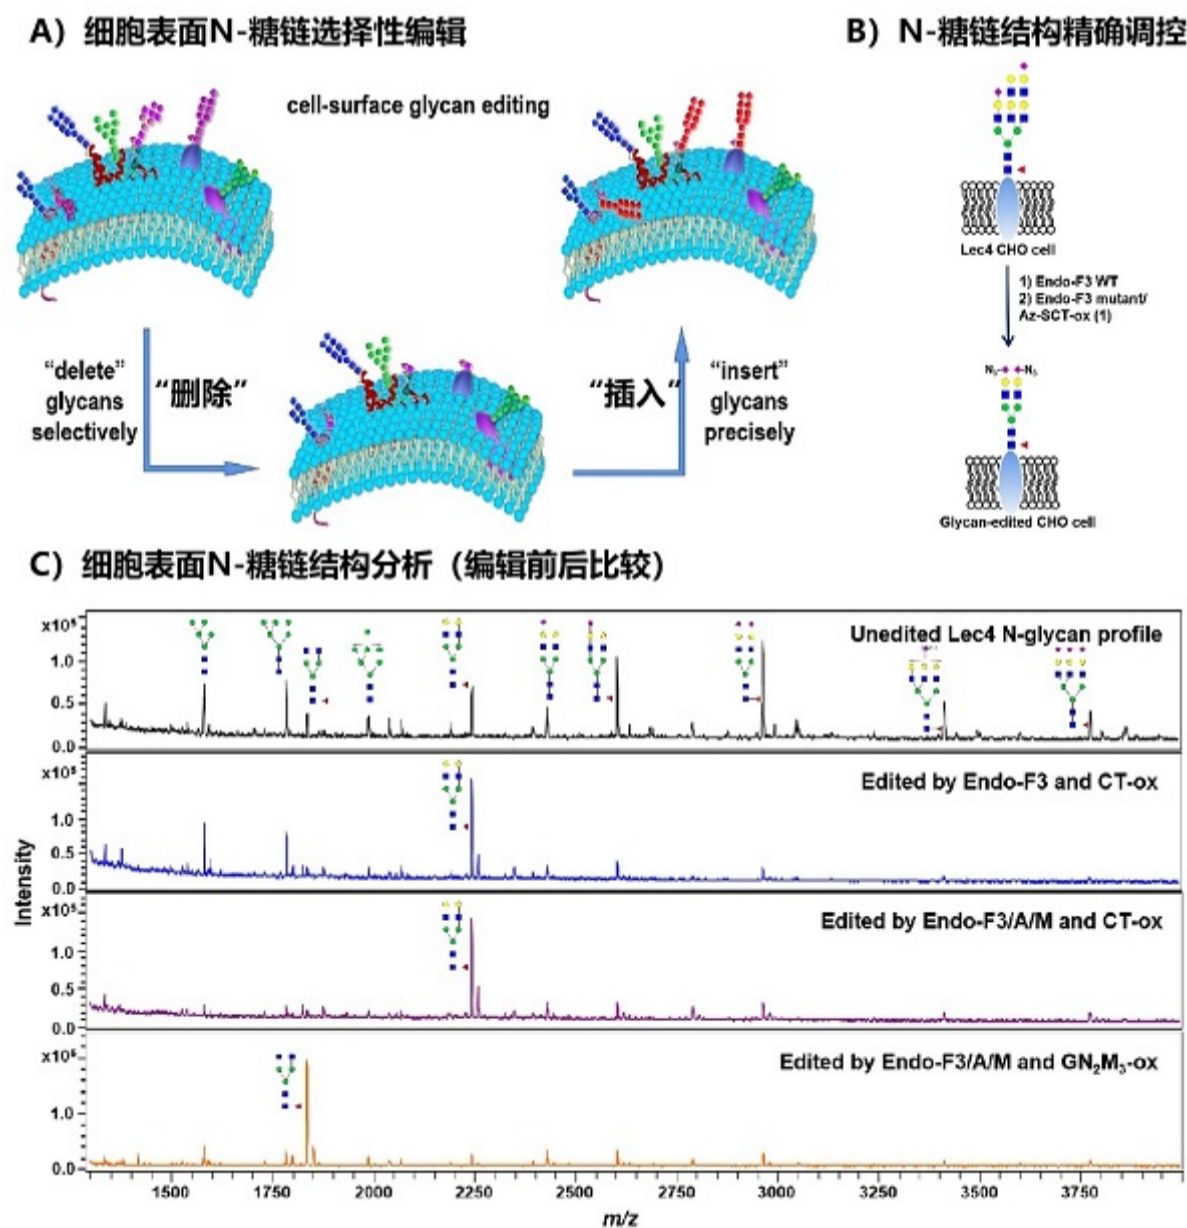 A）细胞表面N-糖链选择性编辑
cell-surface glycan editing
“delete”
glycans
selectively
“删除”
“插入”
“insert”
glycans
precisely
B）N-糖链结构精确调控
Lec4 CHO cell
1) Endo-F3 WT
2) Endo-F3 mutant/
Az-SCT-ox (1)
N₃ N₃
Glycan-edited CHO cell
C）细胞表面N-糖链结构分析（编辑前后比较）
Intensity
x10⁵
1.0
0.5
0.0
Unedited Lec4 N-glycan profile
x10⁵
1.0
0.5
0.0
Edited by Endo-F3 and CT-ox
x10⁵
1.0
0.5
0.0
Edited by Endo-F3/A/M and CT-ox
x10⁵
1.0
0.0
Edited by Endo-F3/A/M and GN₂M₃-ox
1500 1750 2000 2250 2500 2750 3000 3250 3500 3750
m/z